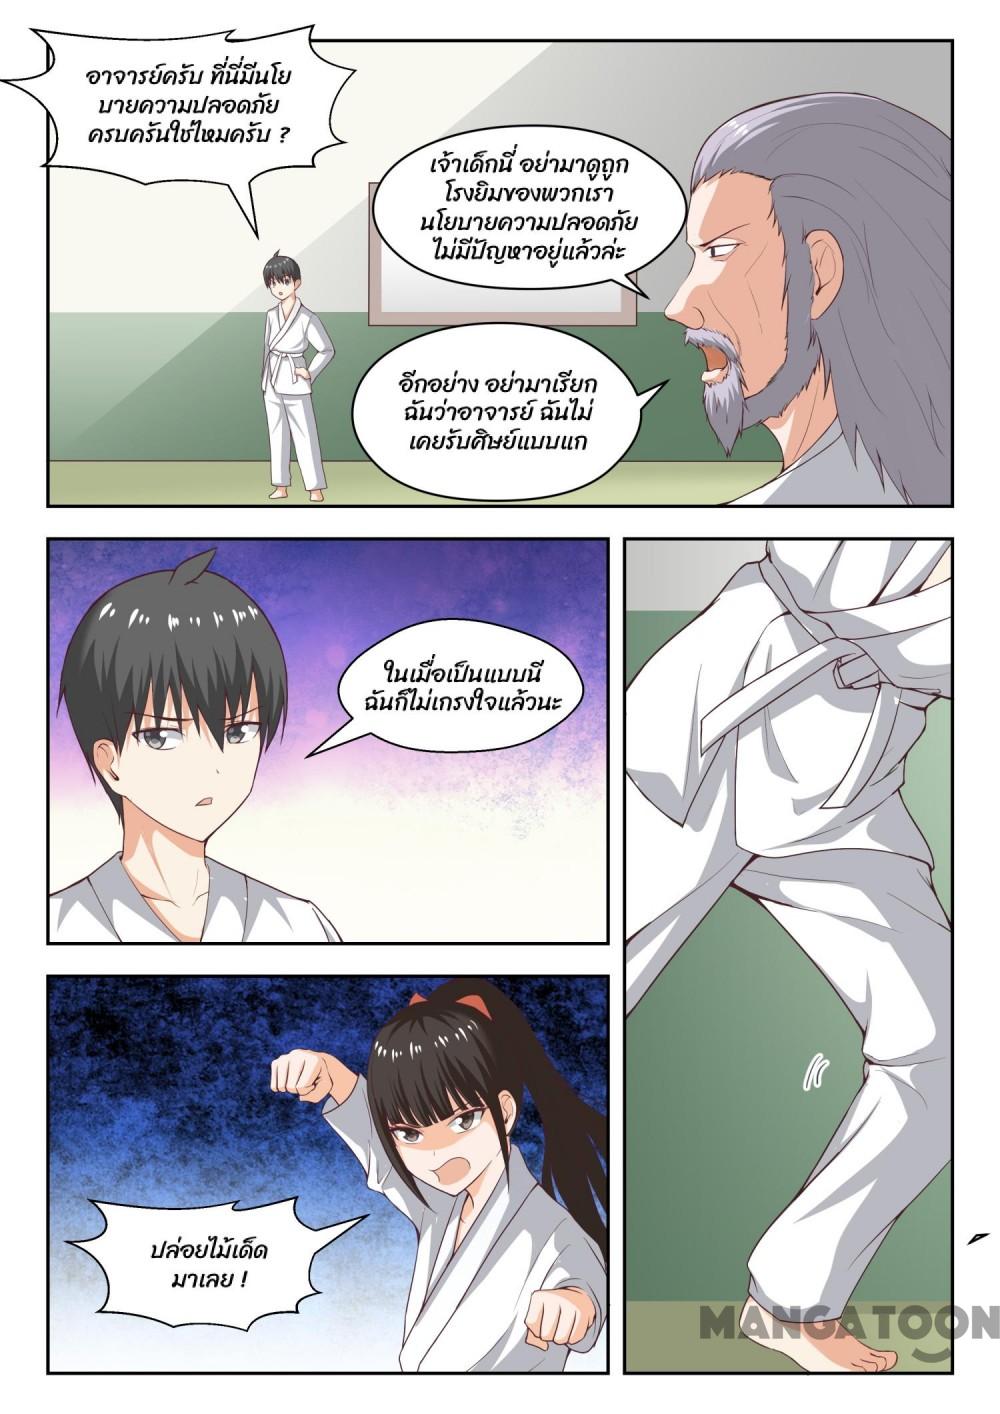 อาจารย์ครับ ที่นี่มีนโย
บายความปลอดภัย
ครบครันใช่ไหมครับ ?
เจ้าเด็กนี่ อย่ามาดูถูก
โรงยิมของพวกเรา
นโยบายความปลอดภัย
ไม่มีปัญหาอยู่แล้วล่ะ
อีกอย่าง อย่ามาเรียก
ฉันว่าอาจารย์ ฉันไม่
เคยรับศิษย์แบบแก
ในเมื่อเป็นแบบนี
ฉันก็ไม่เกรงใจแล้วนะ
ปล่อยไม้เด็ด
มาเลย !
MANGATOON